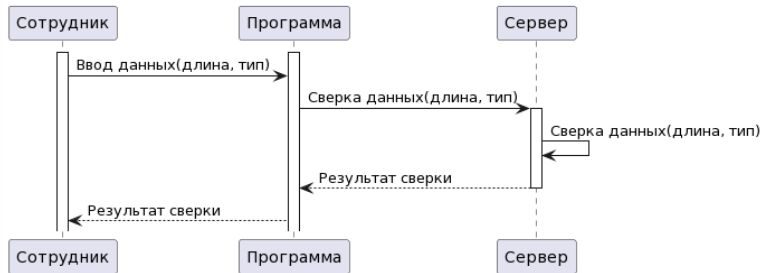 Сотрудник Программа Сервер
Ввод данных(длина, тип)
Сверка данных(длина, тип)
Сверка данных(длина, тип)
Результат сверки
Результат сверки
Сотрудник Программа Сервер